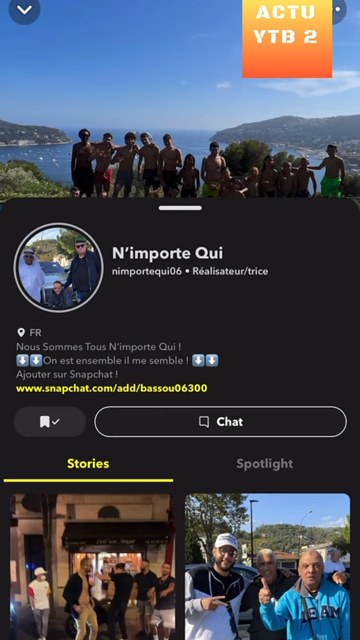 ACTU
YTB 2
N'importe Qui
nimportequi06 • Réalisateur/trice
FR
Nous Sommes Tous N'importe Qui !
⬇️⬇️On est ensemble il me semble ! ⬇️⬇️
Ajouter sur Snapchat !
www.snapchat.com/add/bassou06300
Chat
Stories
Spotlight